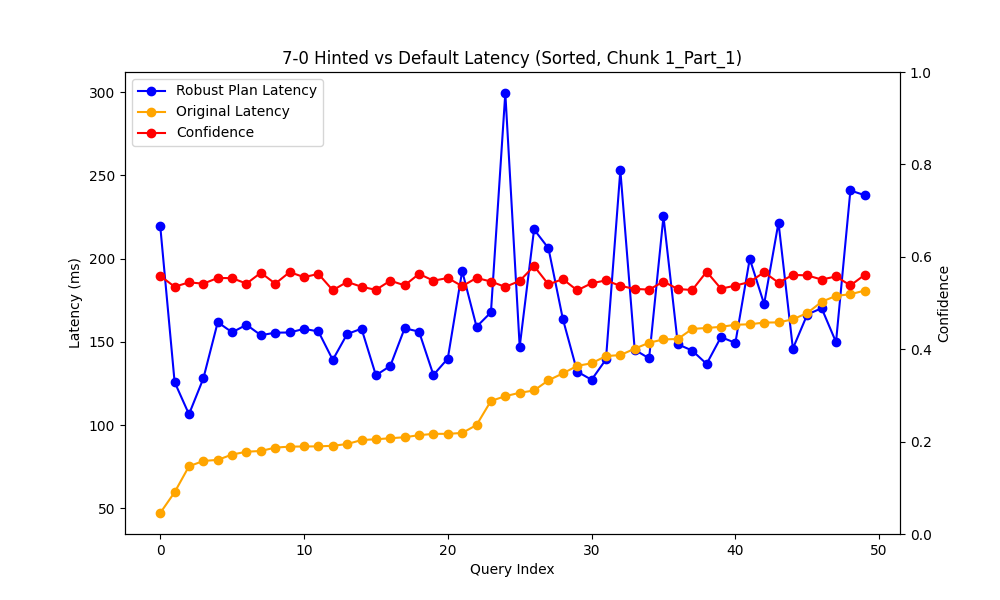 7-0 Hinted vs Default Latency (Sorted, Chunk 1_Part_1)
Robust Plan Latency
Original Latency
Confidence
300
250
200
150
100
50
Latency (ms)
1.0
0.8
0.6
0.4
0.2
0.0
Confidence
0 10 20 30 40 50
Query Index